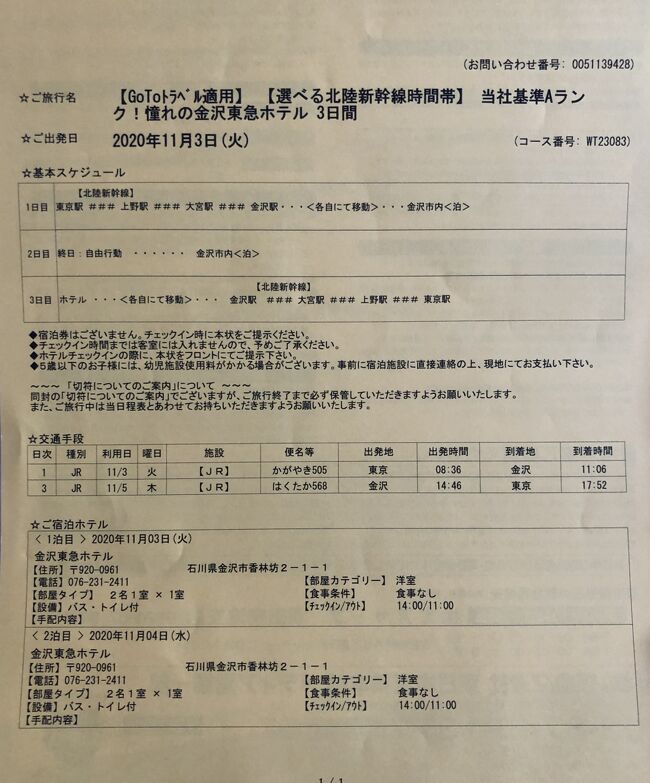 (お問い合わせ番号: 0051139428)
☆ご旅行名 【GoToﾄﾗﾍﾞﾙ適用】 【選べる北陸新幹線時間帯】 当社基準Aラン
ク！憧れの金沢東急ホテル 3日間
☆ご出発日 2020年11月3日(火) (コース番号: WT23083)
☆基本スケジュール
【北陸新幹線】
1日目 東京駅 ＃＃＃ 上野駅 ＃＃＃ 大宮駅 ＃＃＃ 金沢駅・・・<各自にて移動>・・・金沢市内<泊>
2日目 終日：自由行動 ・・・・・・ 金沢市内<泊>
【北陸新幹線】
3日目 ホテル ・・・<各自にて移動>・・・ 金沢駅 ＃＃＃ 大宮駅 ＃＃＃ 上野駅 ＃＃＃ 東京駅
◆宿泊券はございません。チェックイン時に本状をご提示ください。
◆チェックイン時間までは客室には入れませんので、予めご了承ください。
◆ホテルチェックインの際に、本状をフロントにてご提示下さい。
◆5歳以下のお子様には、幼児施設使用料がかかる場合がございます。事前に宿泊施設に直接連絡の上、現地にてお支払い下さい。
～～～ 「切符についてのご案内」について ～～～
同封の「切符についてのご案内」でございますが、ご旅行終了まで必ず保管していただきますようお願いいたします。
また、ご旅行中は当日程表とあわせてお持ちいただきますようお願いいたします。
☆交通手段
日次 種別 利用日 曜日 施設 便名等 出発地 出発時間 到着地 到着時間
1 JR 11/3 火 【ＪＲ】 かがやき505 東京 08:36 金沢 11:06
3 JR 11/5 木 【ＪＲ】 はくたか568 金沢 14:46 東京 17:52
☆ご宿泊ホテル
< 1泊目 > 2020年11月03日(火)
金沢東急ホテル
【住所】〒920-0961 石川県金沢市香林坊２－１－１
【電話】076-231-2411 【部屋カテゴリー】 洋室
【部屋タイプ】 ２名１室 × 1室 【食事条件】 食事なし
【設備】バス・トイレ付 【ﾁｪｯｸｲﾝ/ｱｳﾄ】 14:00/11:00
【手配内容】
< 2泊目 > 2020年11月04日(水)
金沢東急ホテル
【住所】〒920-0961 石川県金沢市香林坊２－１－１
【電話】076-231-2411 【部屋カテゴリー】 洋室
【部屋タイプ】 ２名１室 × 1室 【食事条件】 食事なし
【設備】バス・トイレ付 【ﾁｪｯｸｲﾝ/ｱｳﾄ】 14:00/11:00
【手配内容】
1 / 1